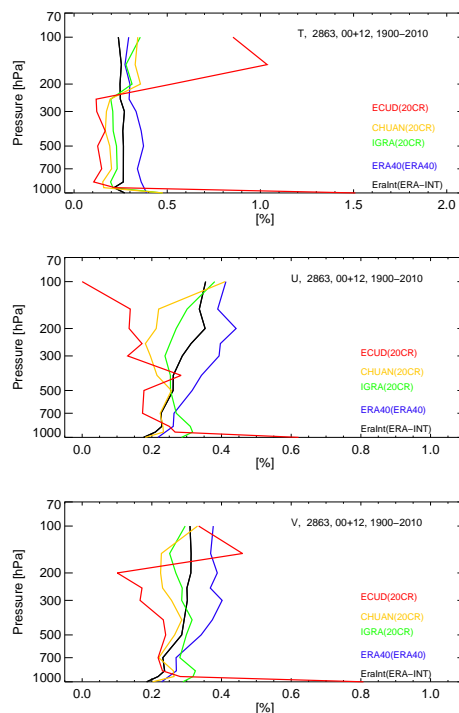 70
T, 2863, 00+12, 1900−2010
100
200
ECUD(20CR)
300
CHUAN(20CR)
IGRA(20CR)
500
ERA40(ERA40)
700
EraInt(ERA−INT)
1000
Pressure [hPa]
0.0 0.5 1.0 1.5 2.0
[%]
70
U, 2863, 00+12, 1900−2010
100
200
ECUD(20CR)
300
CHUAN(20CR)
IGRA(20CR)
500
ERA40(ERA40)
700
EraInt(ERA−INT)
1000
Pressure [hPa]
0.0 0.2 0.4 0.6 0.8 1.0
[%]
70
V, 2863, 00+12, 1900−2010
100
200
ECUD(20CR)
300
CHUAN(20CR)
IGRA(20CR)
500
ERA40(ERA40)
700
EraInt(ERA−INT)
1000
Pressure [hPa]
0.0 0.2 0.4 0.6 0.8 1.0
[%]